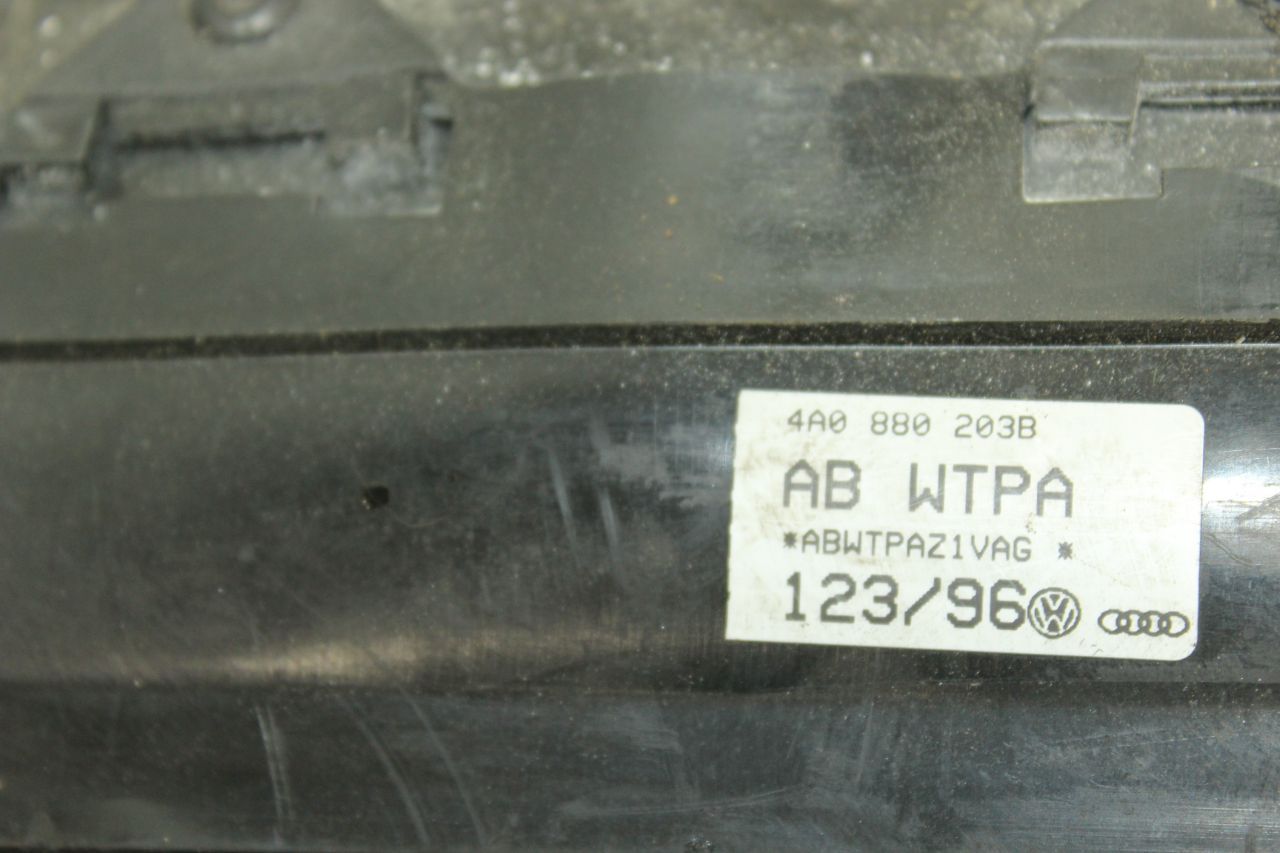 4A0 880 203B
AB WTPA
*ABWTPAZ1VAG *
123/96